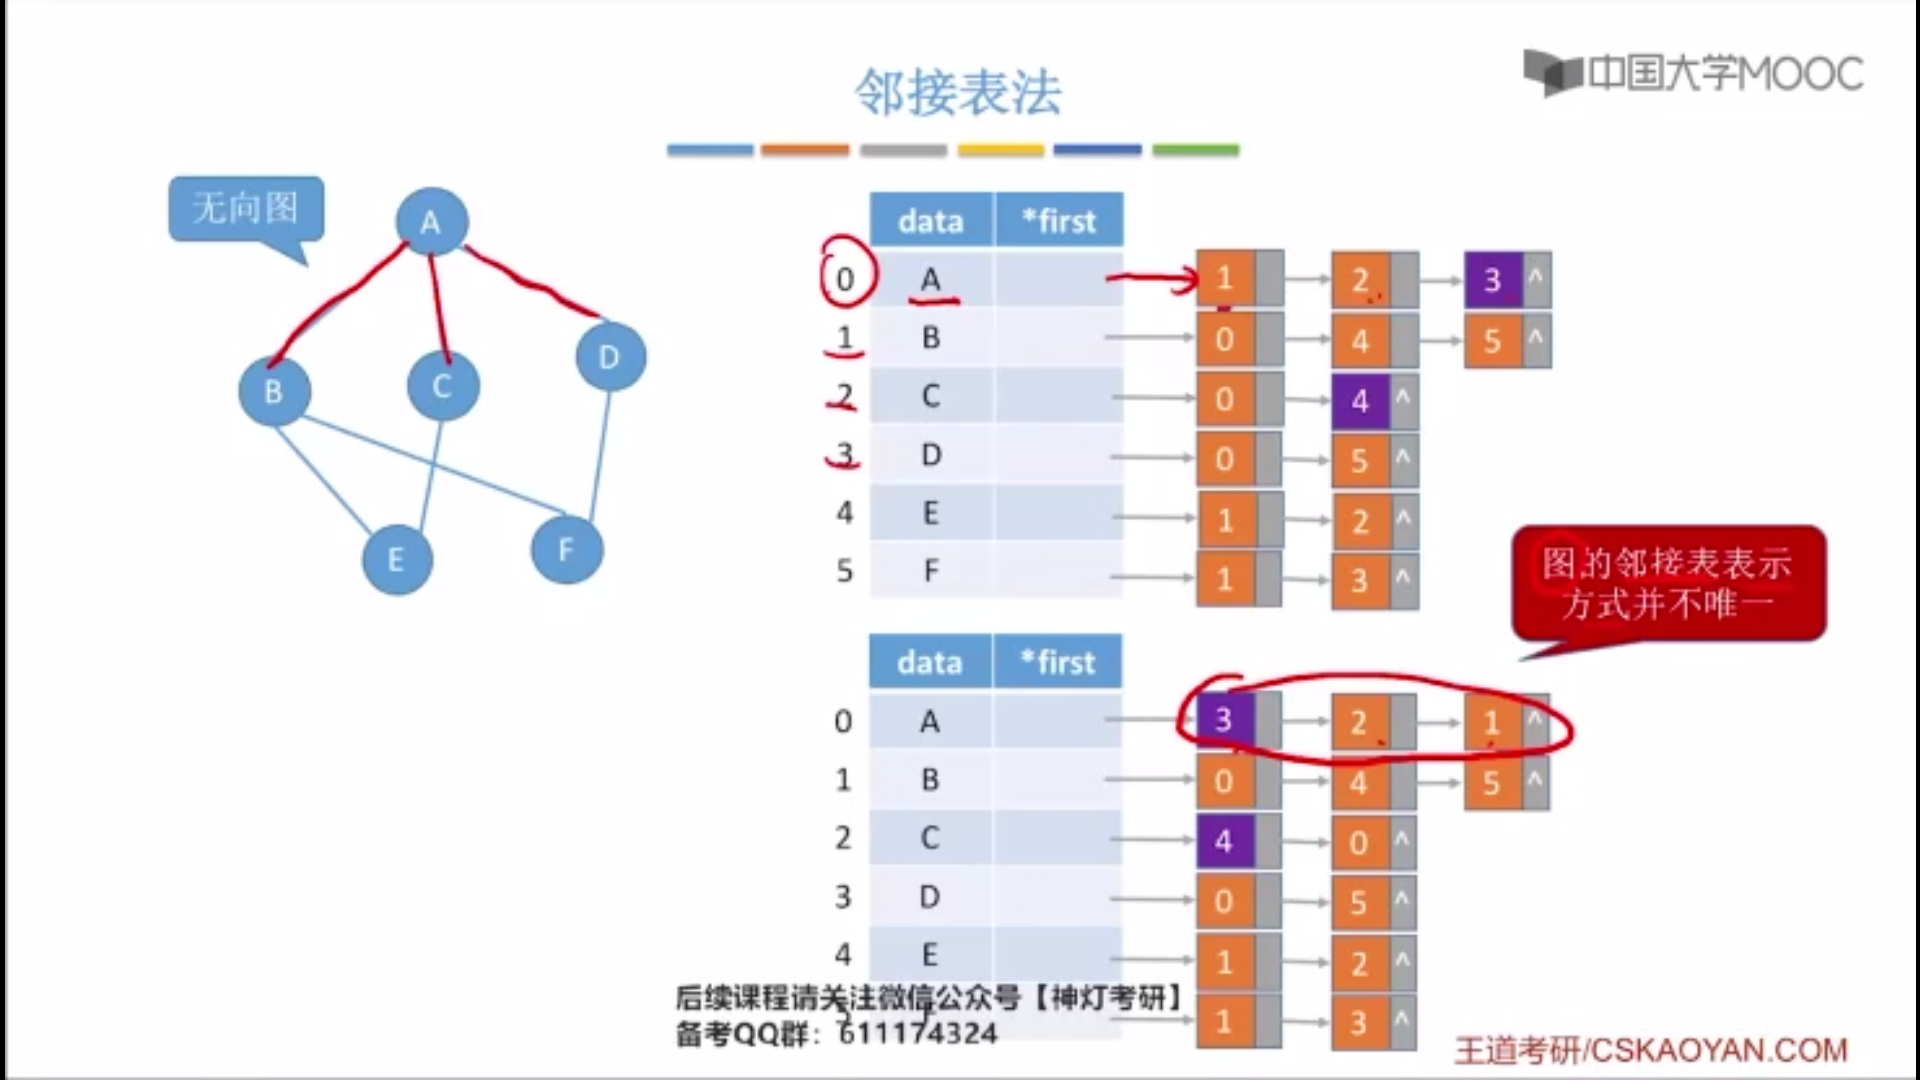 中国大学MOOC
邻接表法
无向图
A
B
C
D
E
F
data *first
0 A 1 2 3 ^
1 B 0 4 5 ^
2 C 0 4 ^
3 D 0 5 ^
4 E 1 2 ^
5 F 1 3 ^
图的邻接表表示
方式并不唯一
data *first
0 A 3 2 1 ^
1 B 0 4 5 ^
2 C 4 0 ^
3 D 0 5 ^
4 E 1 2 ^
5 F 1 3 ^
后续课程请关注微信公众号【神灯考研】
备考QQ群：611174324
王道考研/CSKAOYAN.COM